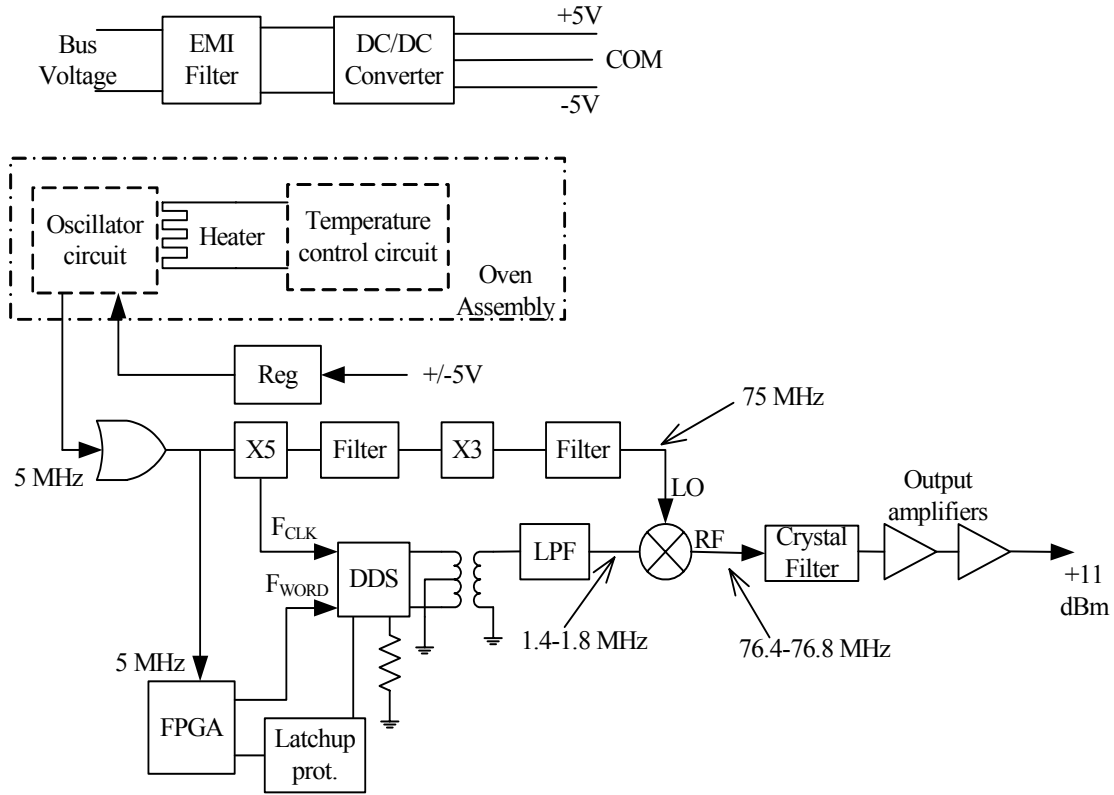 +5V
Bus
Voltage
EMI
Filter
DC/DC
Converter
COM
-5V
Oscillator
circuit
Heater
Temperature
control circuit
Oven
Assembly
Reg
+/-5V
75 MHz
5 MHz
X5
Filter
X3
Filter
LO
Output
amplifiers
FCLK
DDS
LPF
RF
Crystal
Filter
+11
dBm
FWORD
1.4-1.8 MHz
76.4-76.8 MHz
5 MHz
FPGA
Latchup
prot.